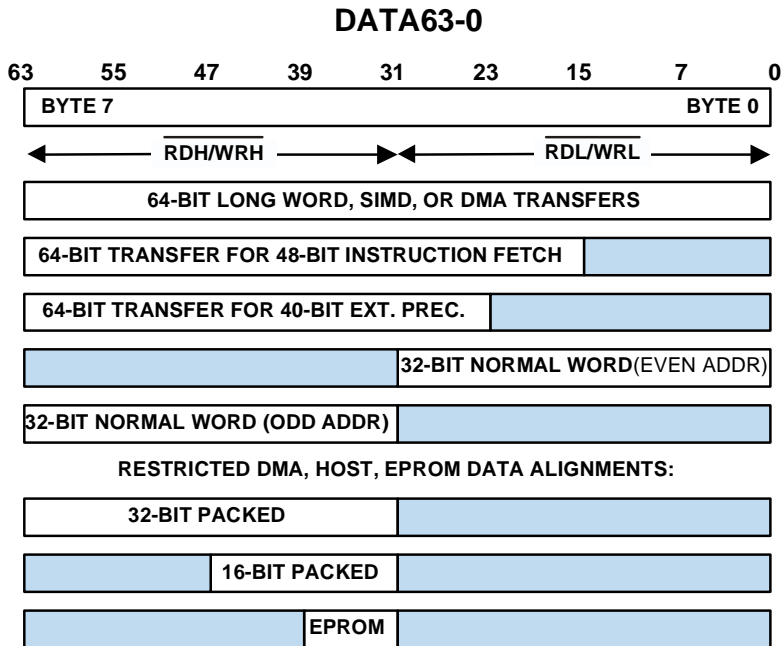 DATA63-0
63 55 47 39 31 23 15 7 0
BYTE 7 BYTE 0
RDH/WRH RDL/WRL
64-BIT LONG WORD, SIMD, OR DMA TRANSFERS
64-BIT TRANSFER FOR 48-BIT INSTRUCTION FETCH
64-BIT TRANSFER FOR 40-BIT EXT. PREC.
32-BIT NORMAL WORD(EVEN ADDR)
32-BIT NORMAL WORD (ODD ADDR)
RESTRICTED DMA, HOST, EPROM DATA ALIGNMENTS:
32-BIT PACKED
16-BIT PACKED
EPROM